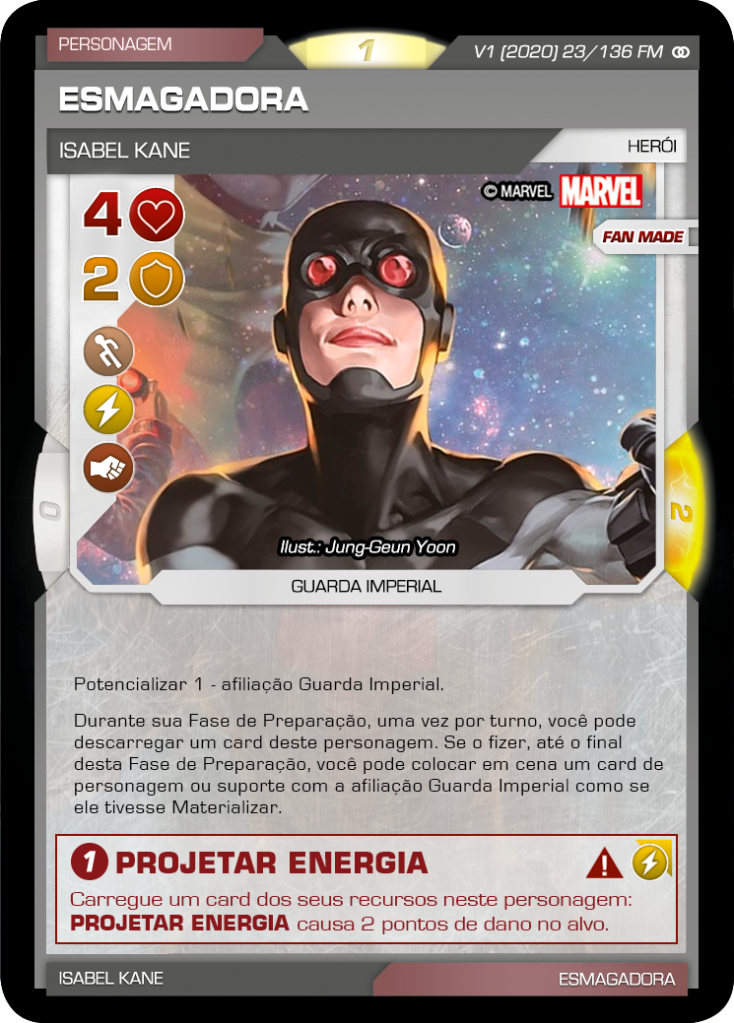 PERSONAGEM
1
V1 (2020) 23/136 FM
ESMAGADORA
ISABEL KANE
HERÓI
© MARVEL MARVEL
FAN MADE
4
2
0
2
Ilust.: Jung-Geun Yoon
GUARDA IMPERIAL
Potencializar 1 - afiliação Guarda Imperial.
Durante sua Fase de Preparação, uma vez por turno, você pode
descarregar um card deste personagem. Se o fizer, até o final
desta Fase de Preparação, você pode colocar em cena um card de
personagem ou suporte com a afiliação Guarda Imperial como se
ele tivesse Materializar.
1 PROJETAR ENERGIA
Carregue um card dos seus recursos neste personagem:
PROJETAR ENERGIA causa 2 pontos de dano no alvo.
ISABEL KANE
ESMAGADORA